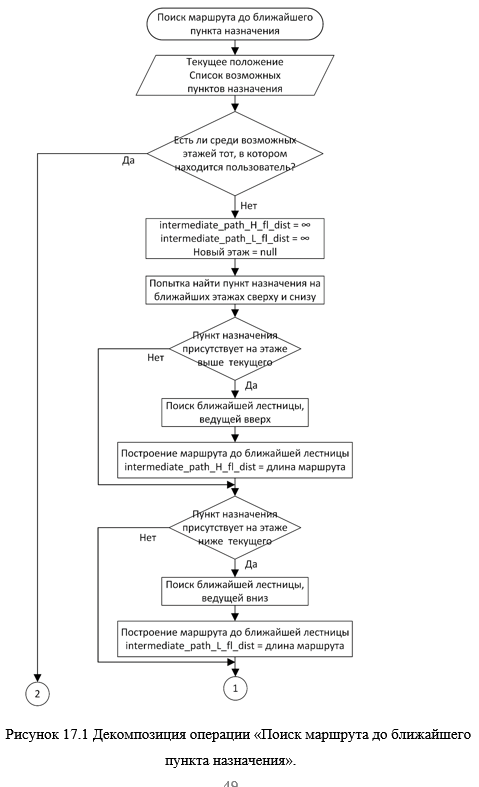 Поиск маршрута до ближайшего
пункта назначения
Текущее положение
Список возможных
пунктов назначения
Есть ли среди возможных
этажей тот, в котором
находится пользователь?
Да
Нет
intermediate_path_H_fl_dist = ∞
intermediate_path_L_fl_dist = ∞
Новый этаж = null
Попытка найти пункт назначения на
ближайших этажах сверху и снизу
Пункт назначения
присутствует на этаже
выше текущего
Нет
Да
Поиск ближайшей лестницы,
ведущей вверх
Построение маршрута до ближайшей лестницы
intermediate_path_H_fl_dist = длина маршрута
Пункт назначения
присутствует на этаже
ниже текущего
Нет
Да
Поиск ближайшей лестницы,
ведущей вниз
Построение маршрута до ближайшей лестницы
intermediate_path_L_fl_dist = длина маршрута
2
1
Рисунок 17.1 Декомпозиция операции «Поиск маршрута до ближайшего
пункта назначения».
49